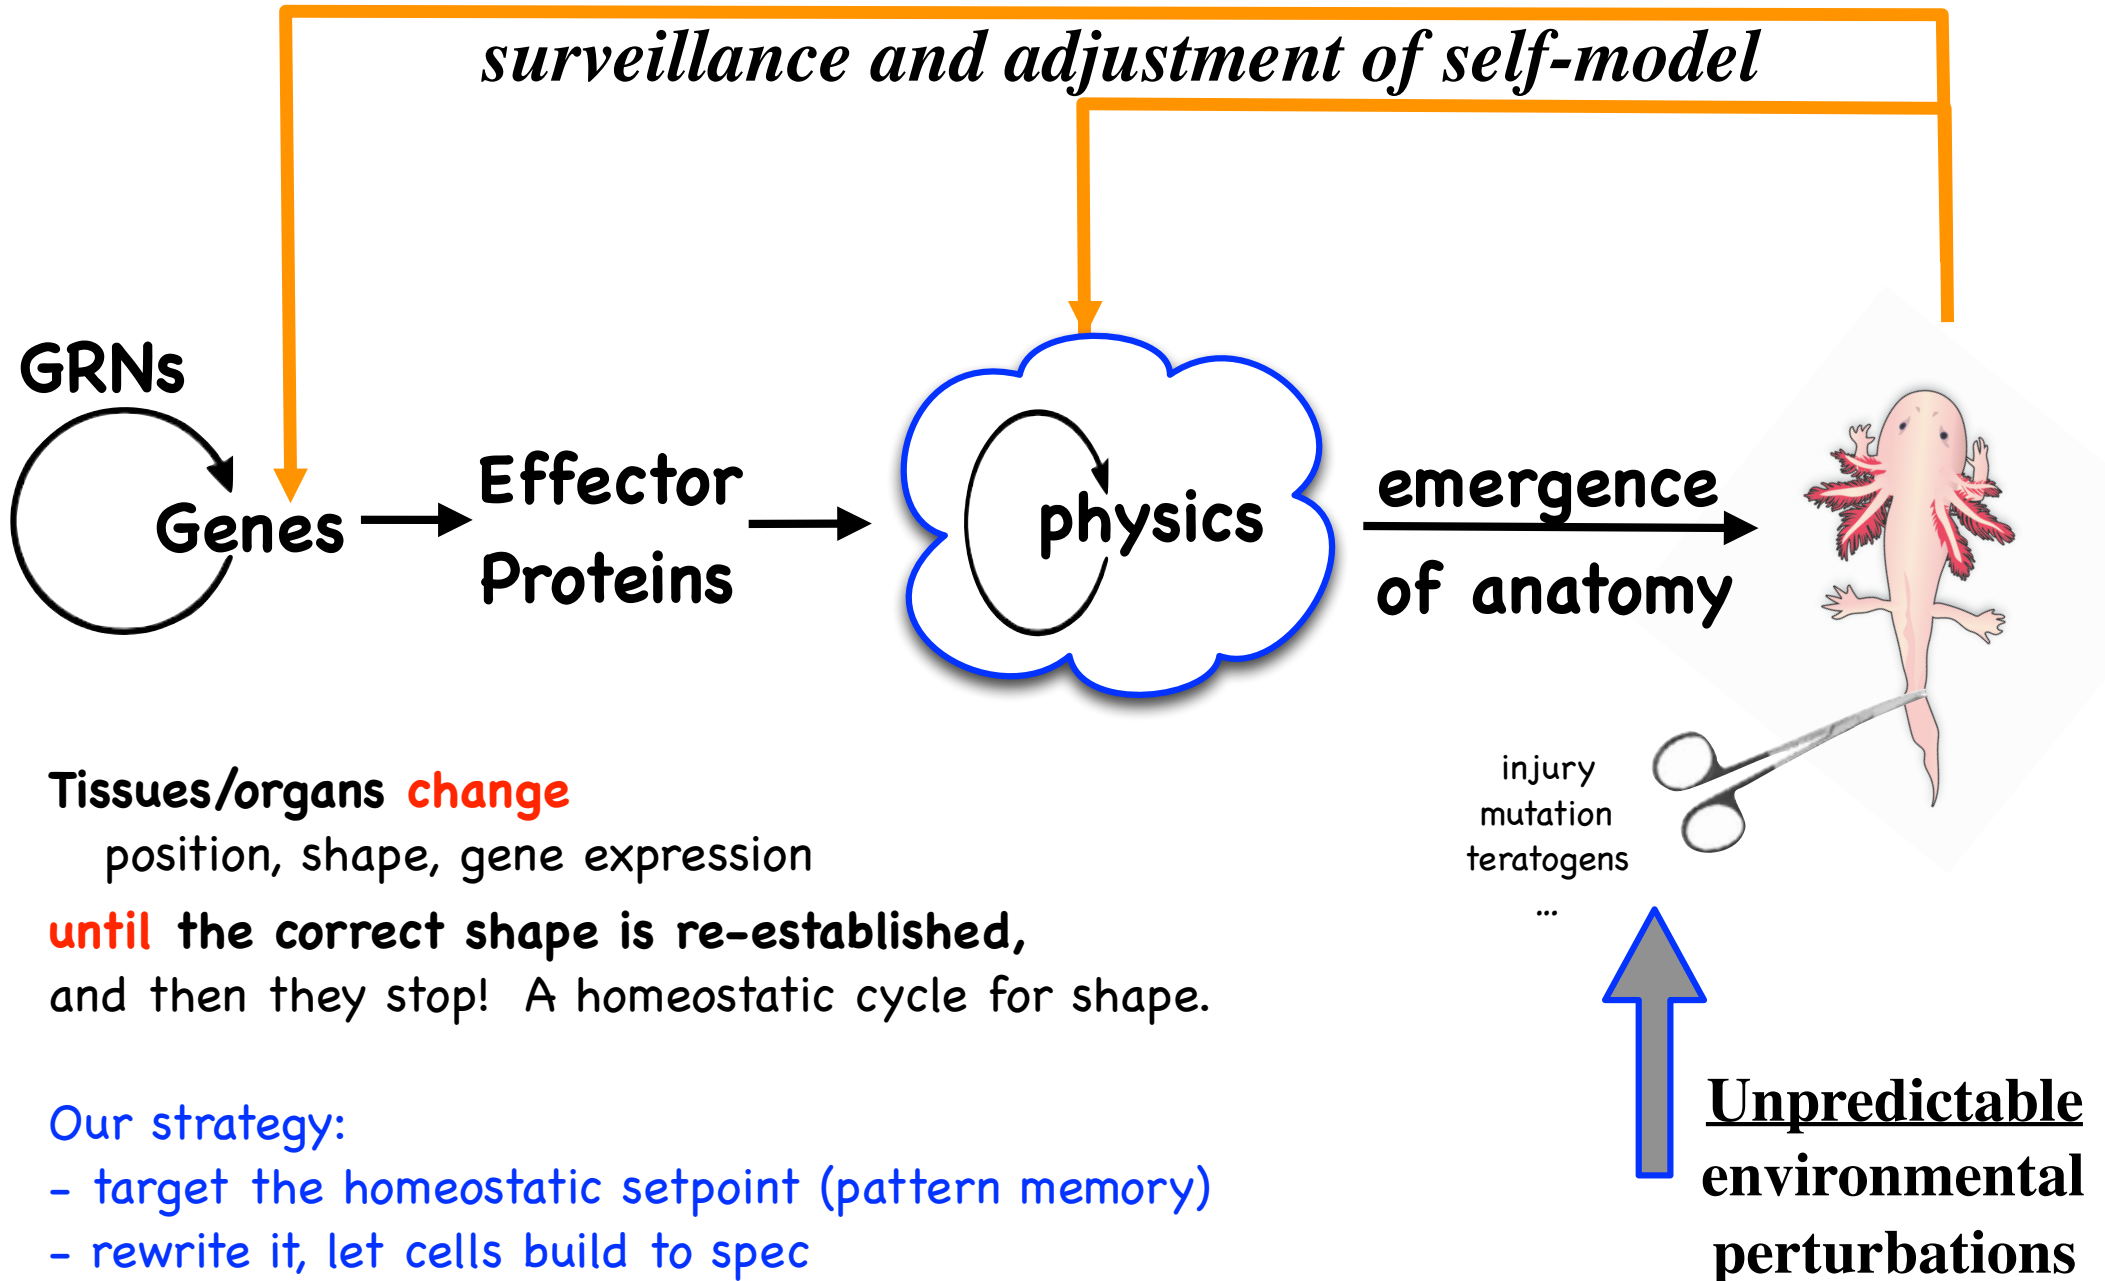 surveillance and adjustment of self-model
GRNs
Genes
Effector
Proteins
physics
emergence
of anatomy
Tissues/organs change
position, shape, gene expression
until the correct shape is re-established,
and then they stop! A homeostatic cycle for shape.
Our strategy:
- target the homeostatic setpoint (pattern memory)
- rewrite it, let cells build to spec
injury
mutation
teratogens
...
Unpredictable
environmental
perturbations